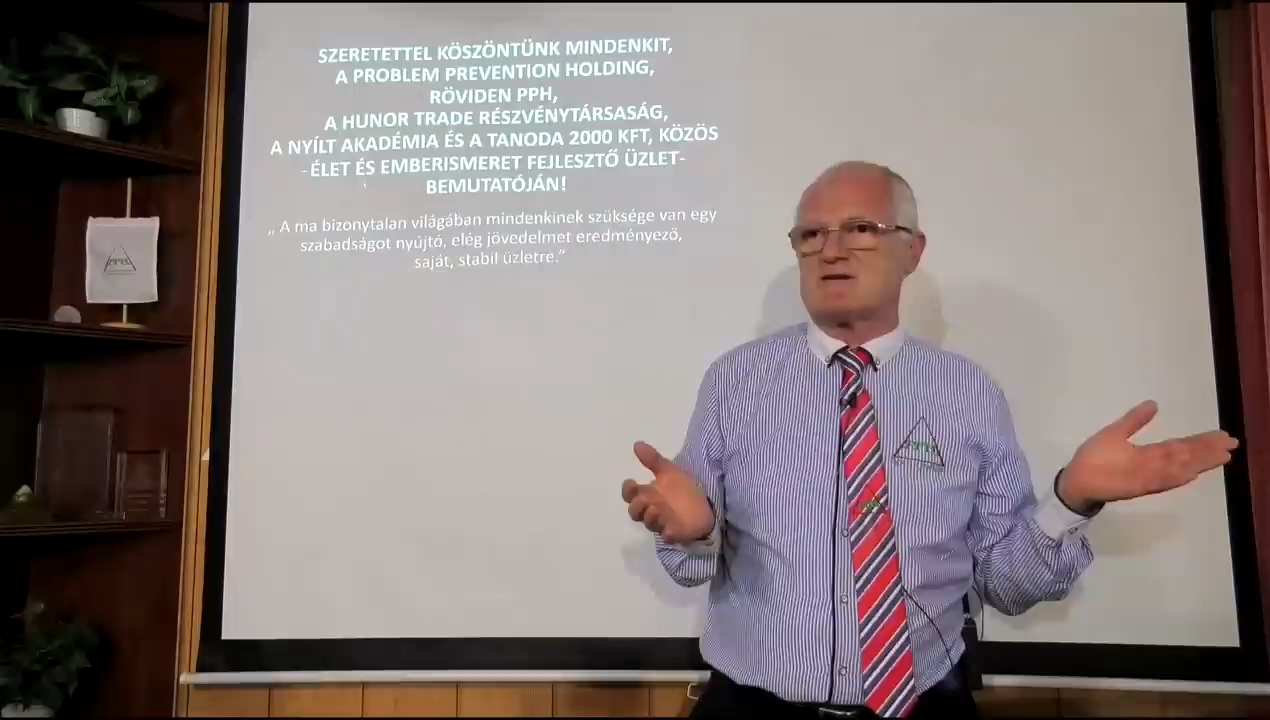 SZERETETTEL KÖSZÖNTÜNK MINDENKIT,
A PROBLEM PREVENTION HOLDING,
RÖVIDEN PPH,
A HUNOR TRADE RÉSZVÉNYTÁRSASÁG,
A NYÍLT AKADÉMIA ÉS A TANODA 2000 KFT, KÖZÖS
-ÉLET ÉS EMBERISMERET FEJLESZTŐ ÜZLET-
BEMUTATÓJÁN!
„ A ma bizonytalan világában mindenkinek szüksége van egy
szabadságot nyújtó, elég jövedelmet eredményező,
saját, stabil üzletre.”